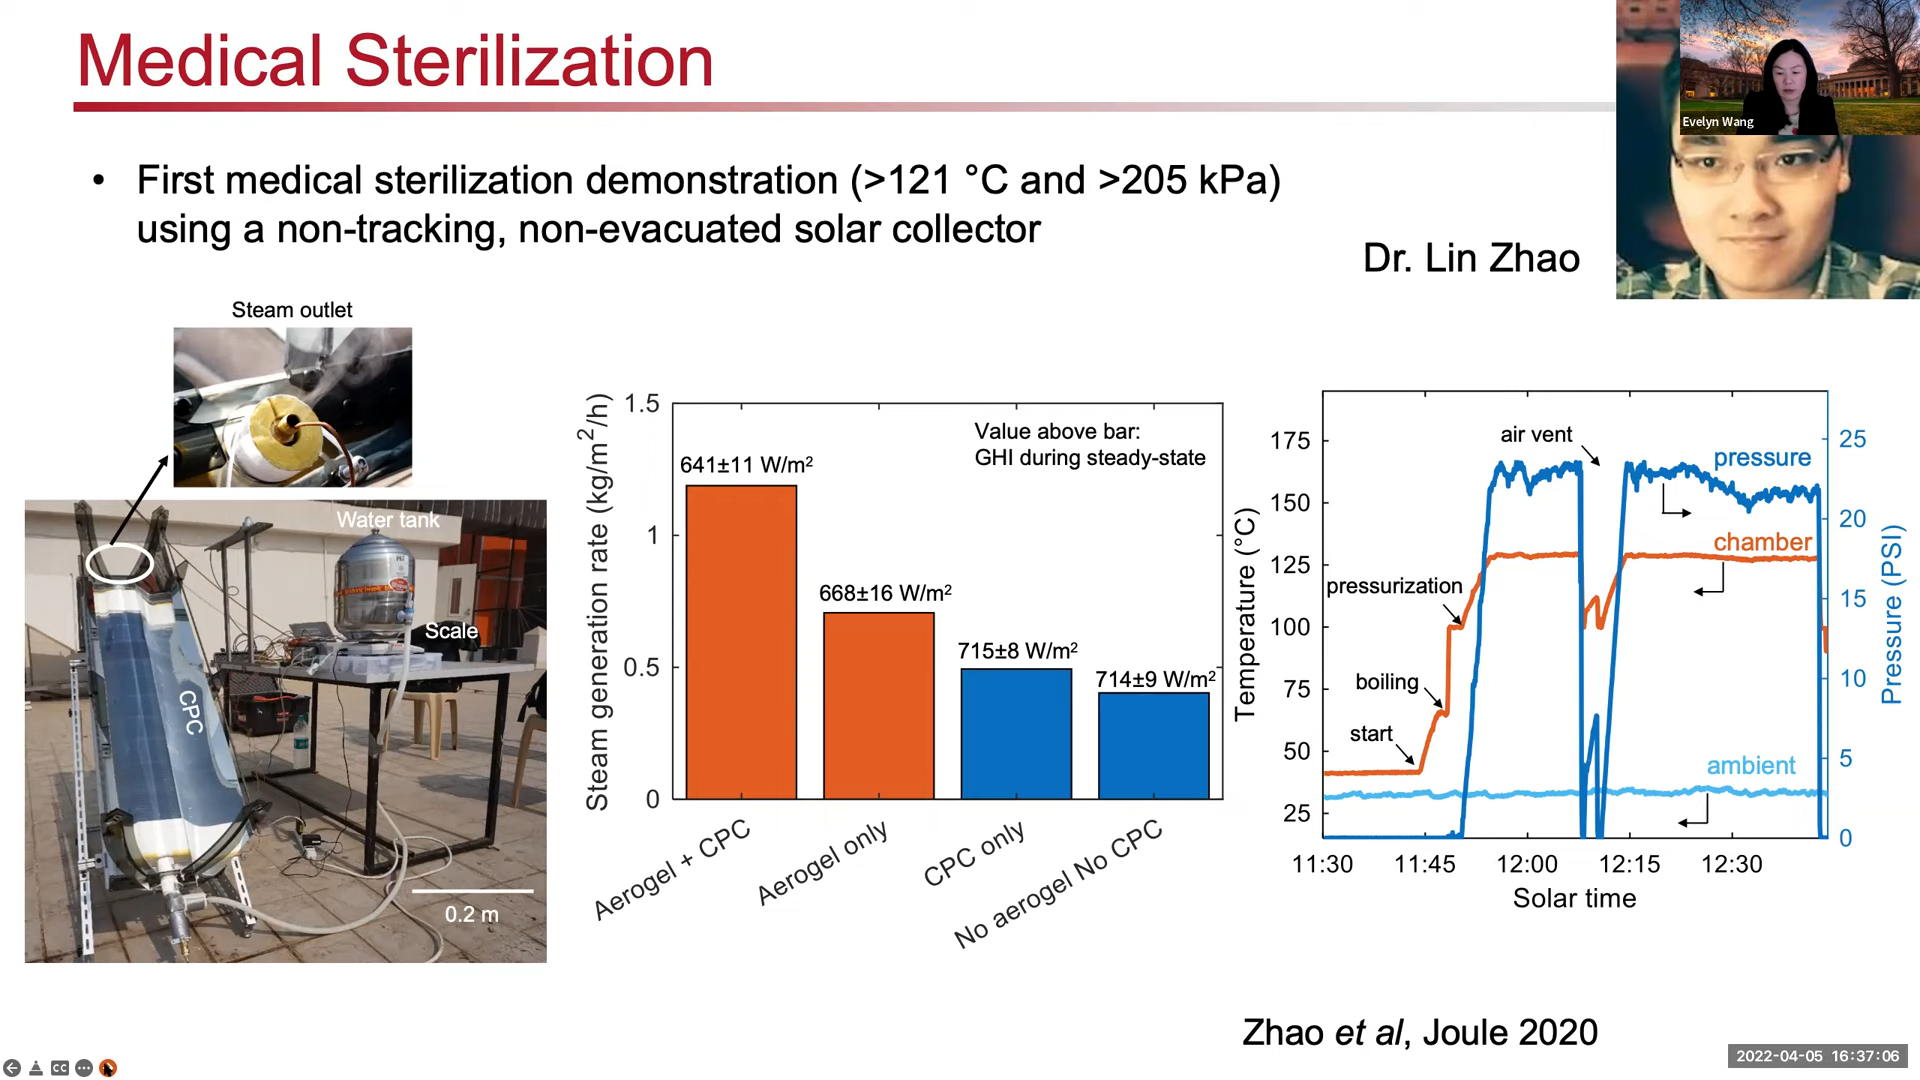 Medical Sterilization
Evelyn Wang
• First medical sterilization demonstration (>121 °C and >205 kPa)
using a non-tracking, non-evacuated solar collector
Dr. Lin Zhao
Steam outlet
Water tank
Scale
CPC
0.2 m
Steam generation rate (kg/m²/h)
1.5
1
0.5
0
Value above bar:
GHI during steady-state
641±11 W/m²
668±16 W/m²
715±8 W/m²
714±9 W/m²
Aerogel + CPC
Aerogel only
CPC only
No aerogel No CPC
Temperature (°C)
175
150
125
100
75
50
25
air vent
pressure
chamber
pressurization
boiling
start
ambient
Pressure (PSI)
25
20
15
10
5
0
11:30
11:45
12:00
12:15
12:30
Solar time
Zhao et al, Joule 2020
CC
2022-04-05 16:37:06